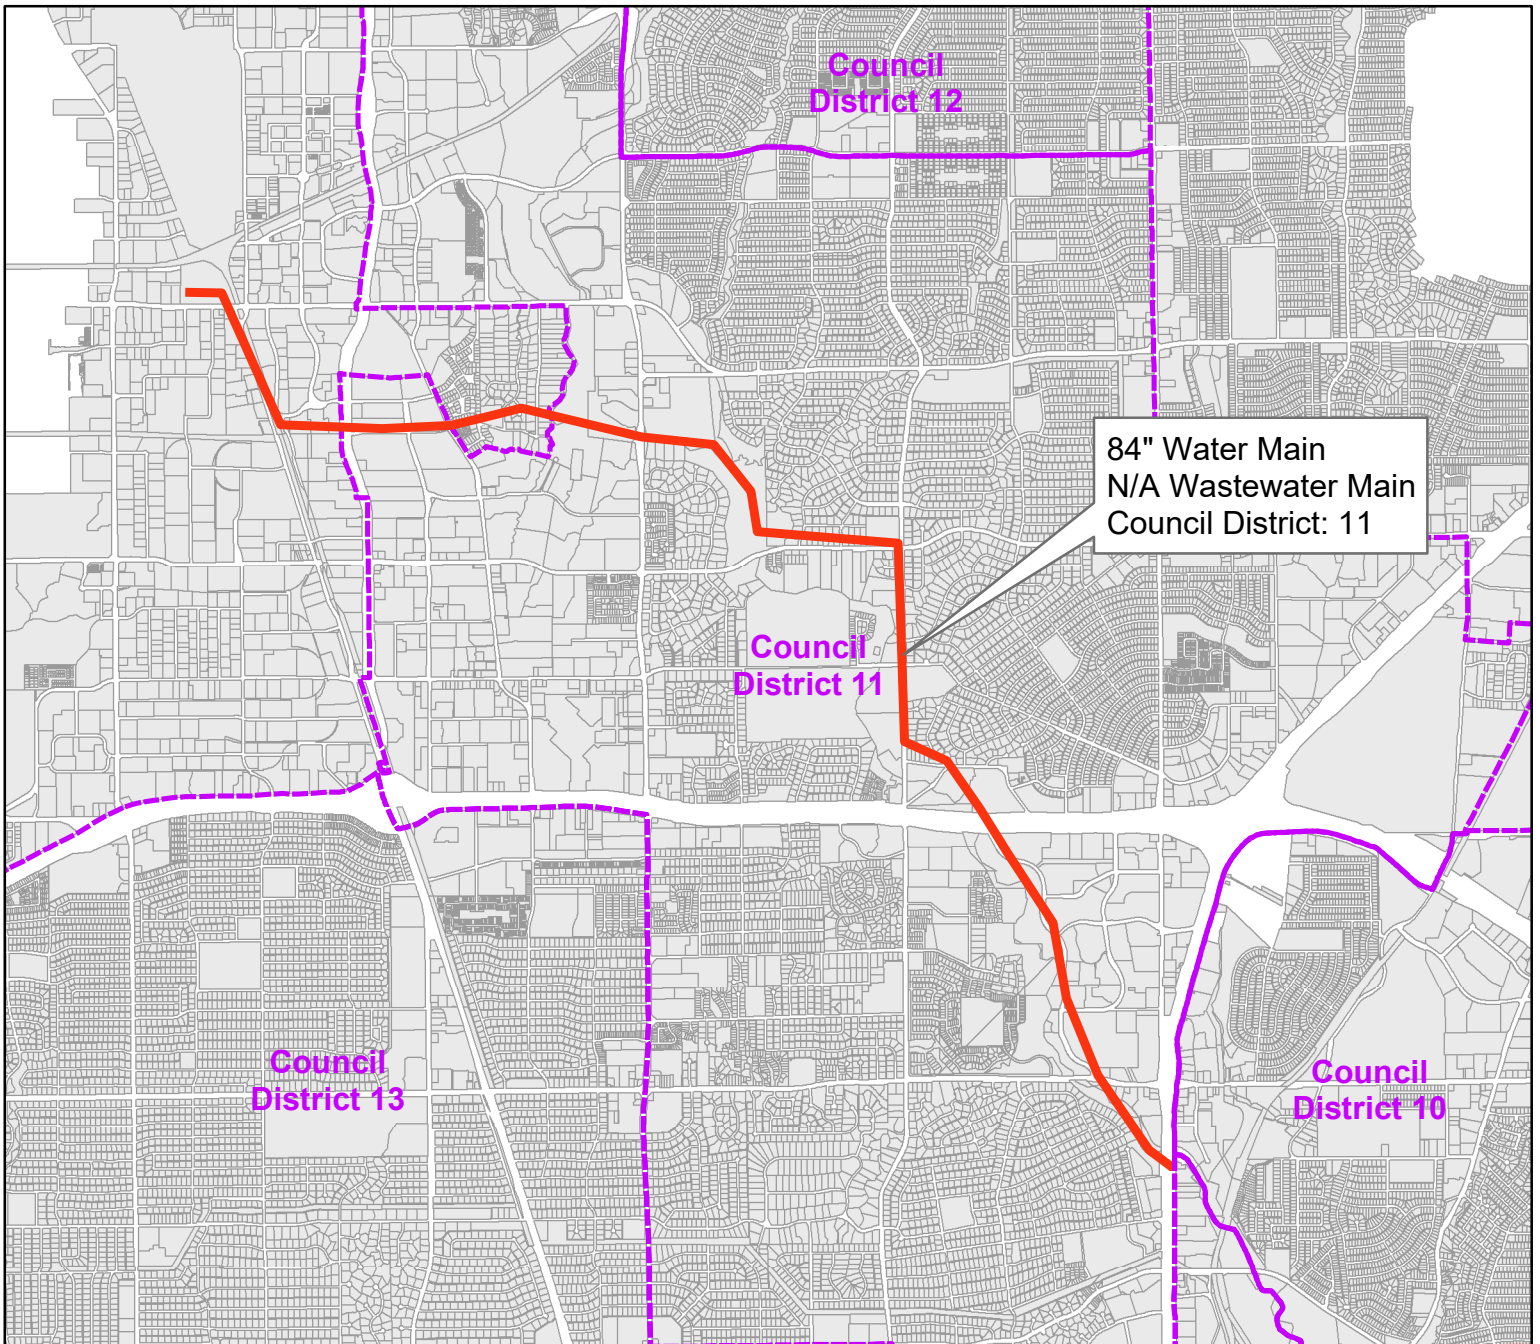 Council
District 12
84" Water Main
N/A Wastewater Main
Council District: 11
Council
District 11
Council
District 13
Council
District 10